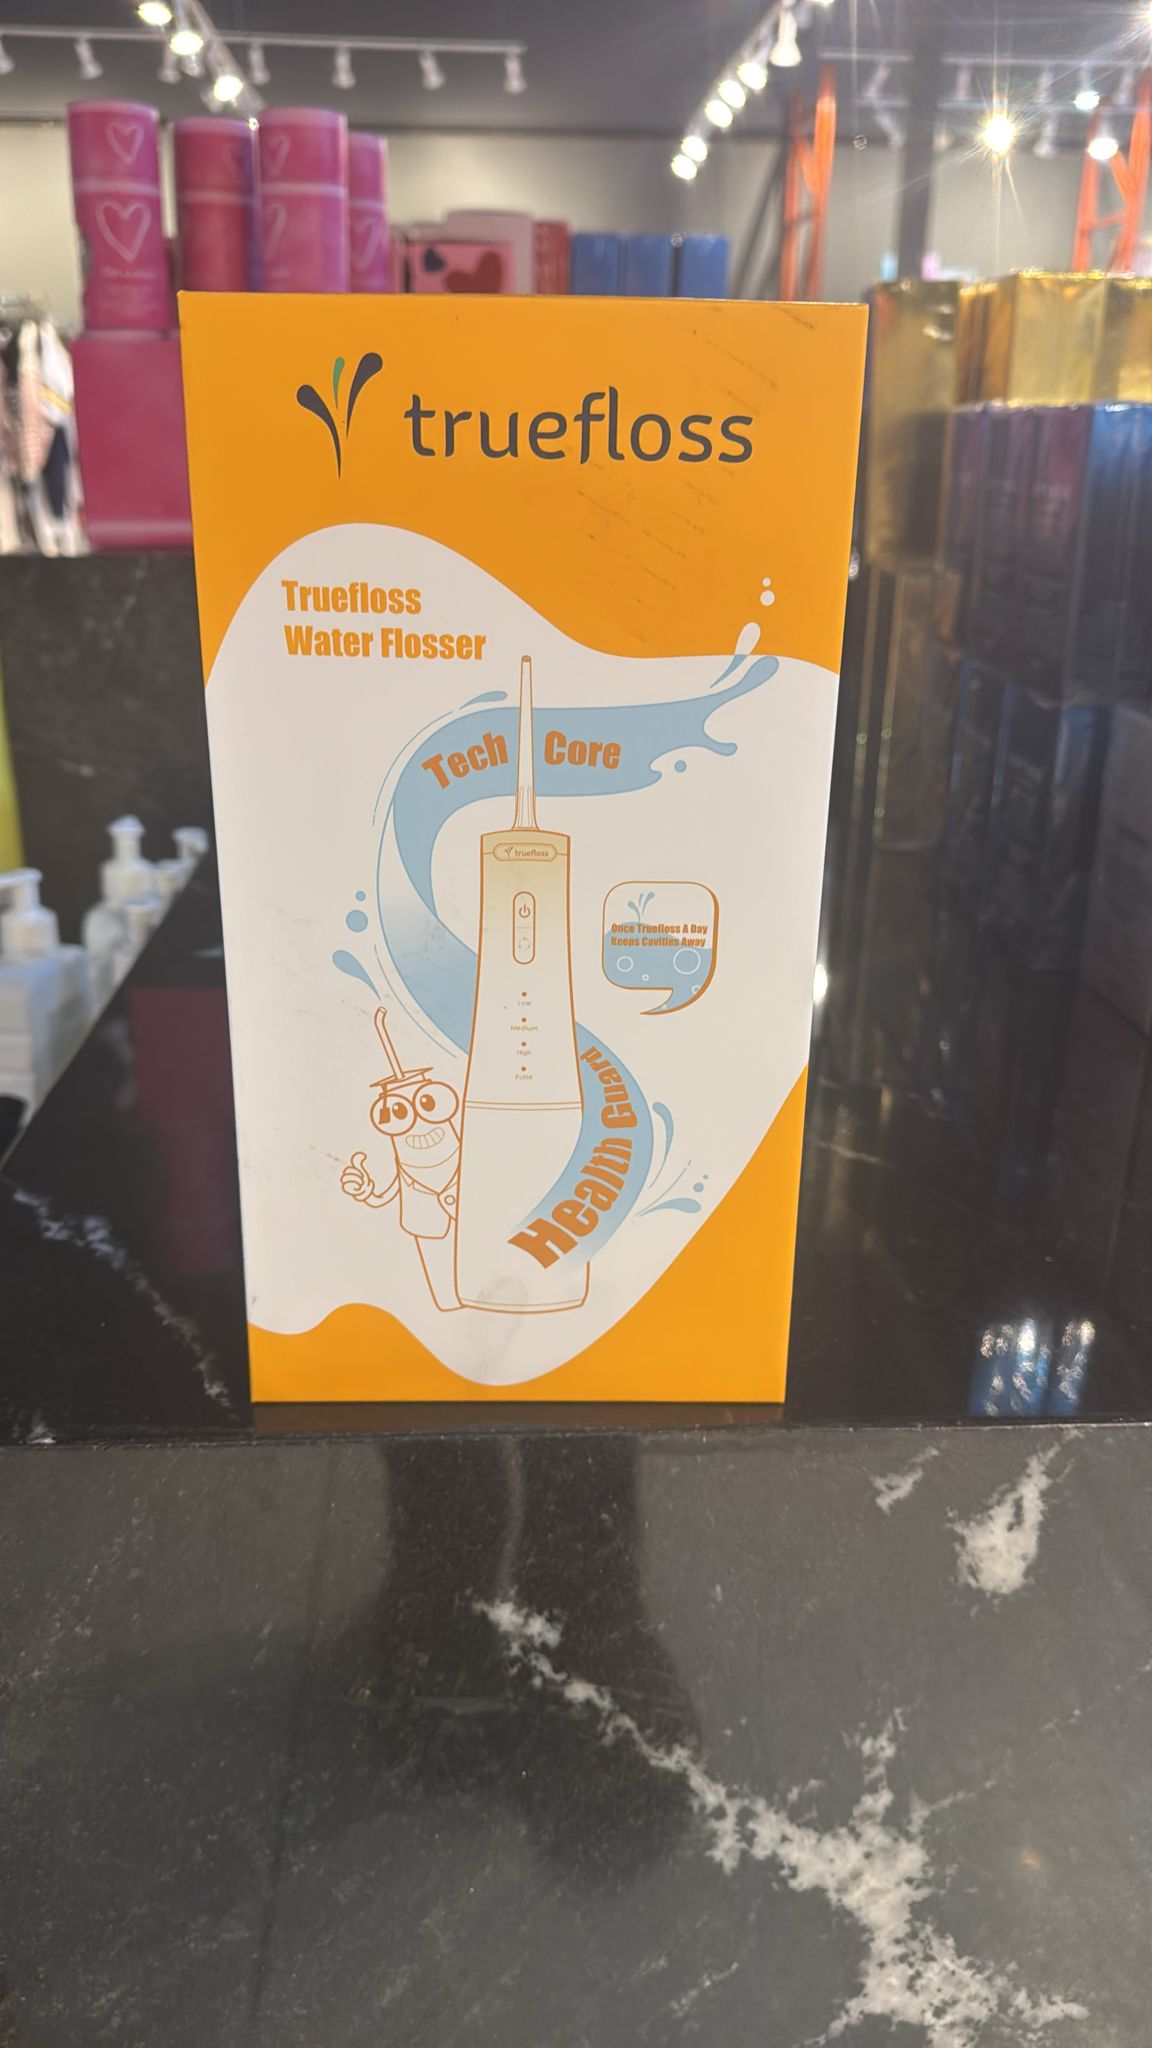 truefloss
Truefloss
Water Flosser
Tech Core
truefloss
Once Truefloss A Day
Keeps Cavities Away
Low
Medium
High
Pulse
Health Guard